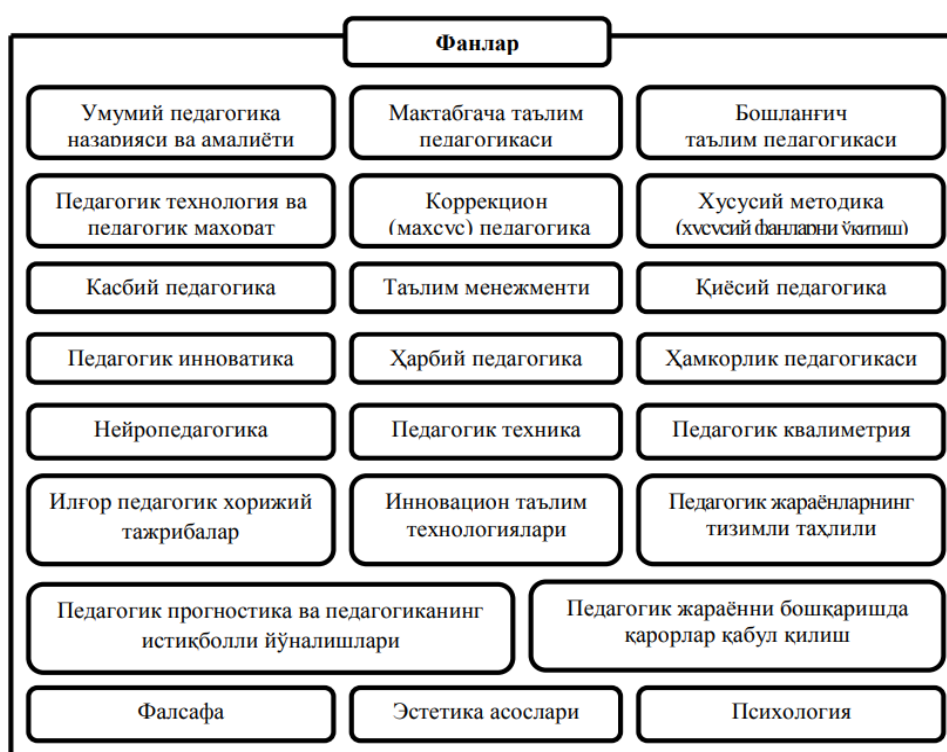 Фанлар
Умумий педагогика
назарияси ва амалиёти
Мактабгача таълим
педагогикаси
Бошланғич
таълим педагогикаси
Педагогик технология ва
педагогик маҳорат
Коррекцион
(махсус) педагогика
Хусусий методика
(хусусий фанларни ўқитиш)
Касбий педагогика
Таълим менежменти
Қиёсий педагогика
Педагогик инноватика
Ҳарбий педагогика
Ҳамкорлик педагогикаси
Нейропедагогика
Педагогик техника
Педагогик квалиметрия
Илғор педагогик хорижий
тажрибалар
Инновацион таълим
технологиялари
Педагогик жараёнларнинг
тизимли таҳлили
Педагогик прогностика ва педагогиканинг
истиқболли йўналишлари
Педагогик жараённи бошқаришда
қарорлар қабул қилиш
Фалсафа
Эстетика асослари
Психология